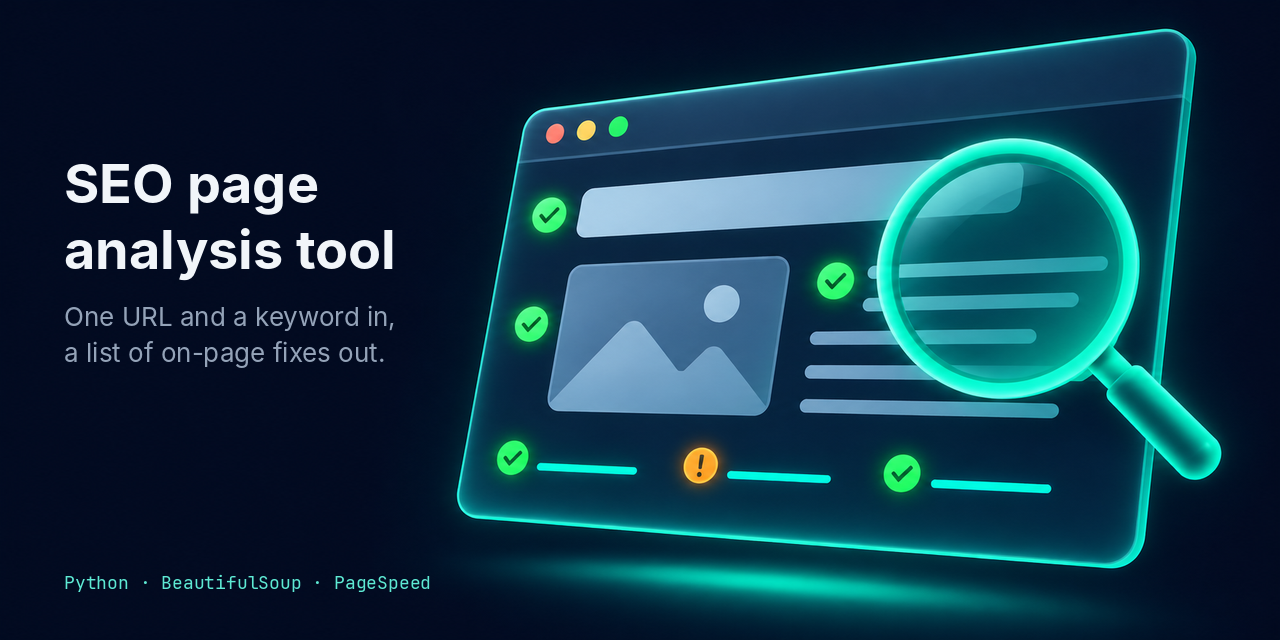 SEO page
analysis tool
One URL and a keyword in,
a list of on-page fixes out.
Python · BeautifulSoup · PageSpeed